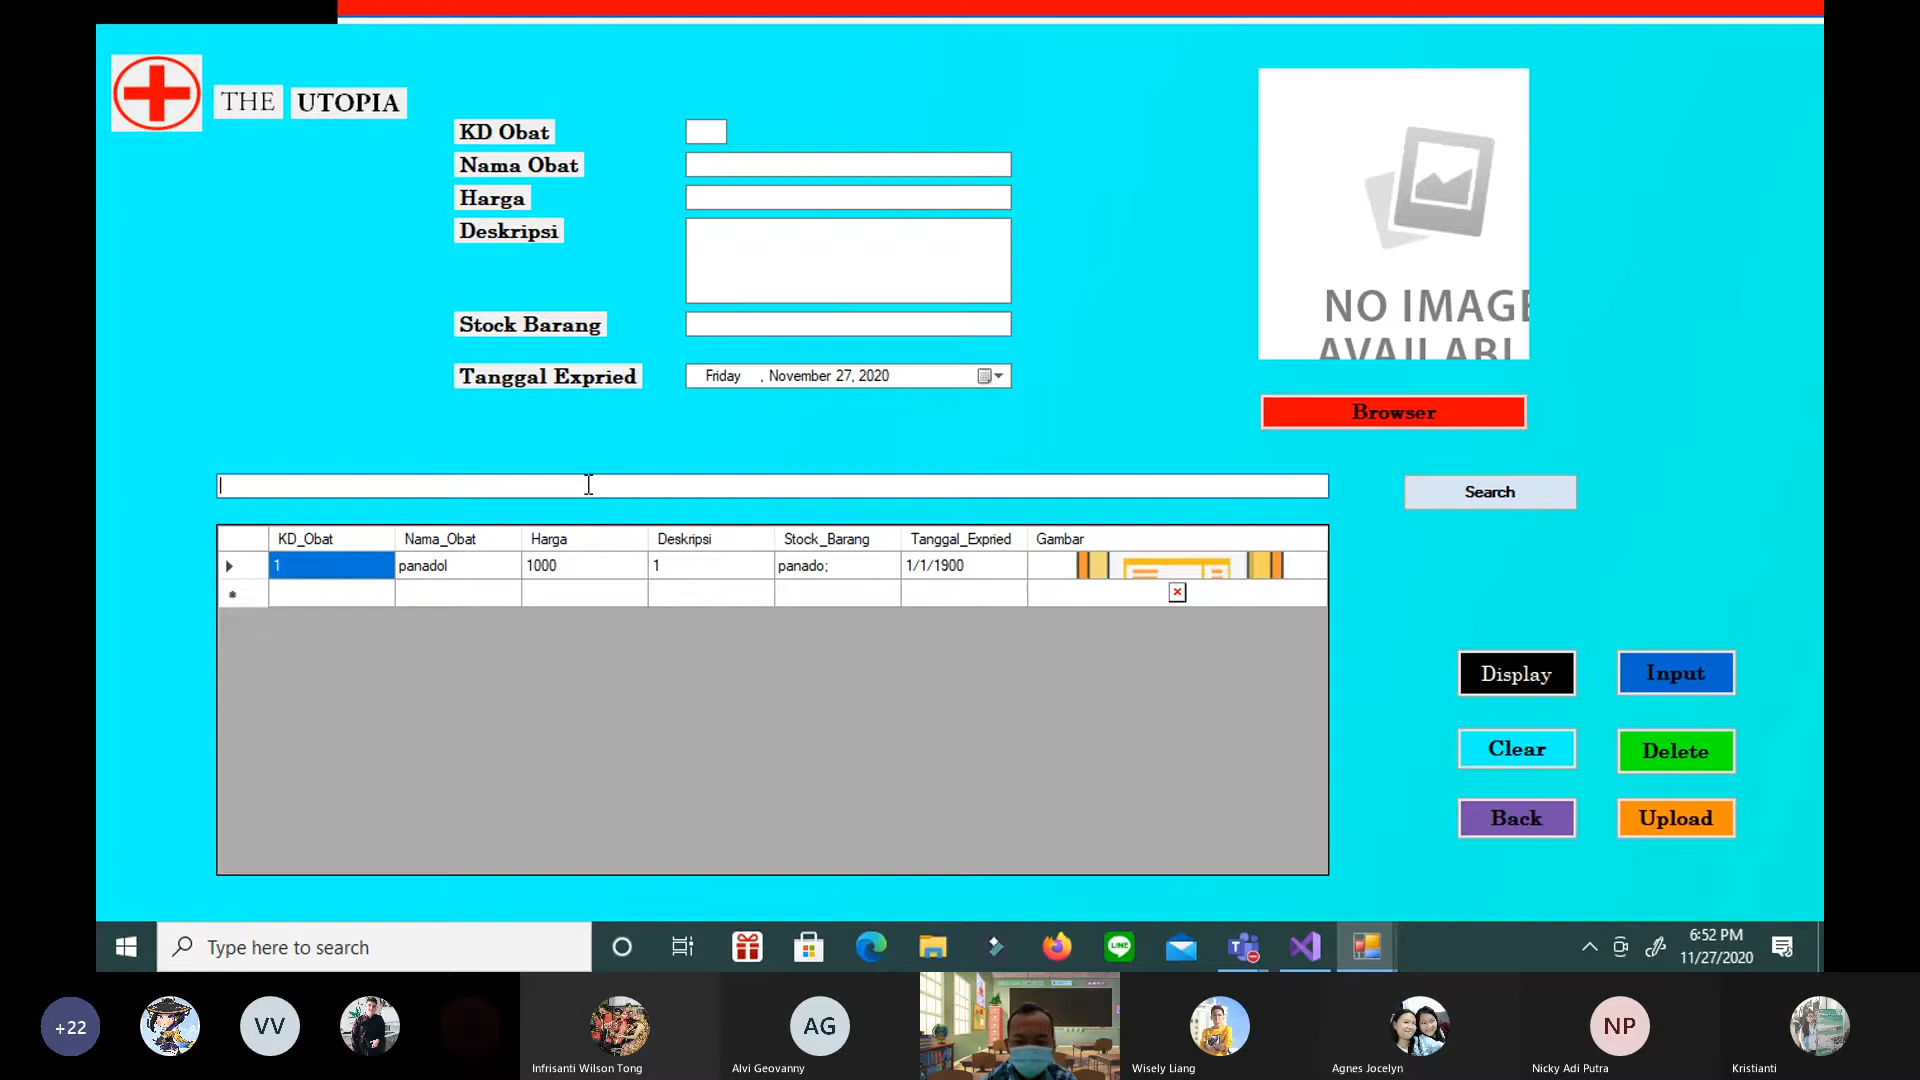 THE UTOPIA
KD Obat
Nama Obat
Harga
Deskripsi
Stock Barang
Tanggal Expried
Friday , November 27, 2020
NO IMAGE
AVAILABL
Browser
Search
KD_Obat Nama_Obat Harga Deskripsi Stock_Barang Tanggal_Expried Gambar
1 panadol 1000 1 panado; 1/1/1900
Display
Input
Clear
Delete
Back
Upload
Type here to search
LINE
6:52 PM
11/27/2020
+22
VV
AG
NP
Infrisanti Wilson Tong
Alvi Geovanny
Wisely Liang
Agnes Jocelyn
Nicky Adi Putra
Kristianti